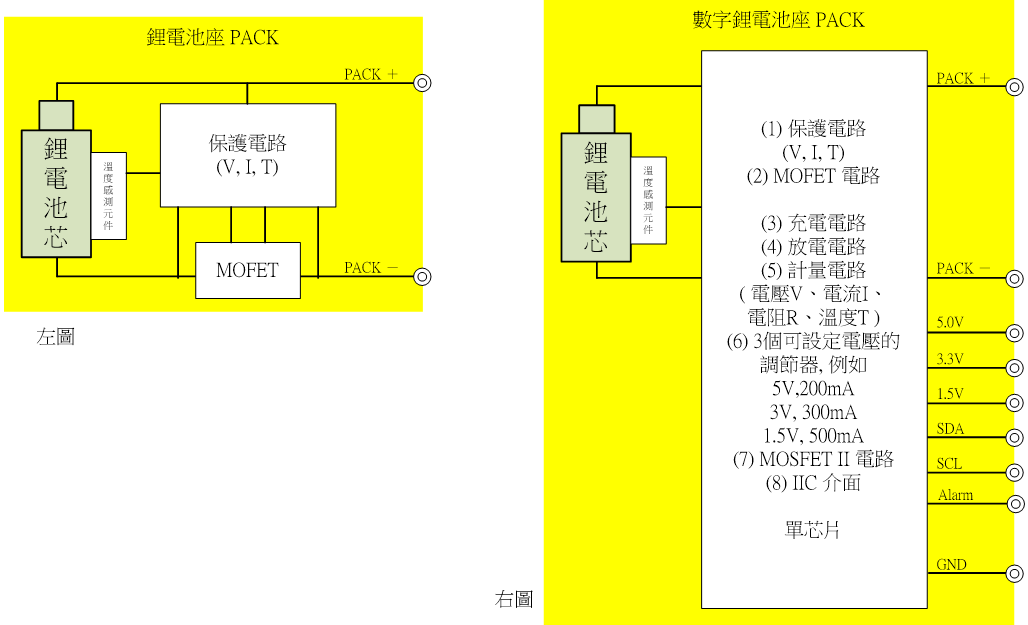 鋰電池座 PACK
PACK +
鋰電池芯
溫度感測元件
保護電路
(V, I, T)
MOFET
PACK －
左圖
數字鋰電池座 PACK
PACK +
鋰電池芯
溫度感測元件
(1) 保護電路
(V, I, T)
(2) MOFET 電路
(3) 充電電路
(4) 放電電路
(5) 計量電路
( 電壓V、電流I、
電阻R、溫度T )
(6) 3個可設定電壓的
調節器, 例如
5V,200mA
3V, 300mA
1.5V, 500mA
(7) MOSFET II 電路
(8) IIC 介面
單芯片
PACK －
5.0V
3.3V
1.5V
SDA
SCL
Alarm
GND
右圖